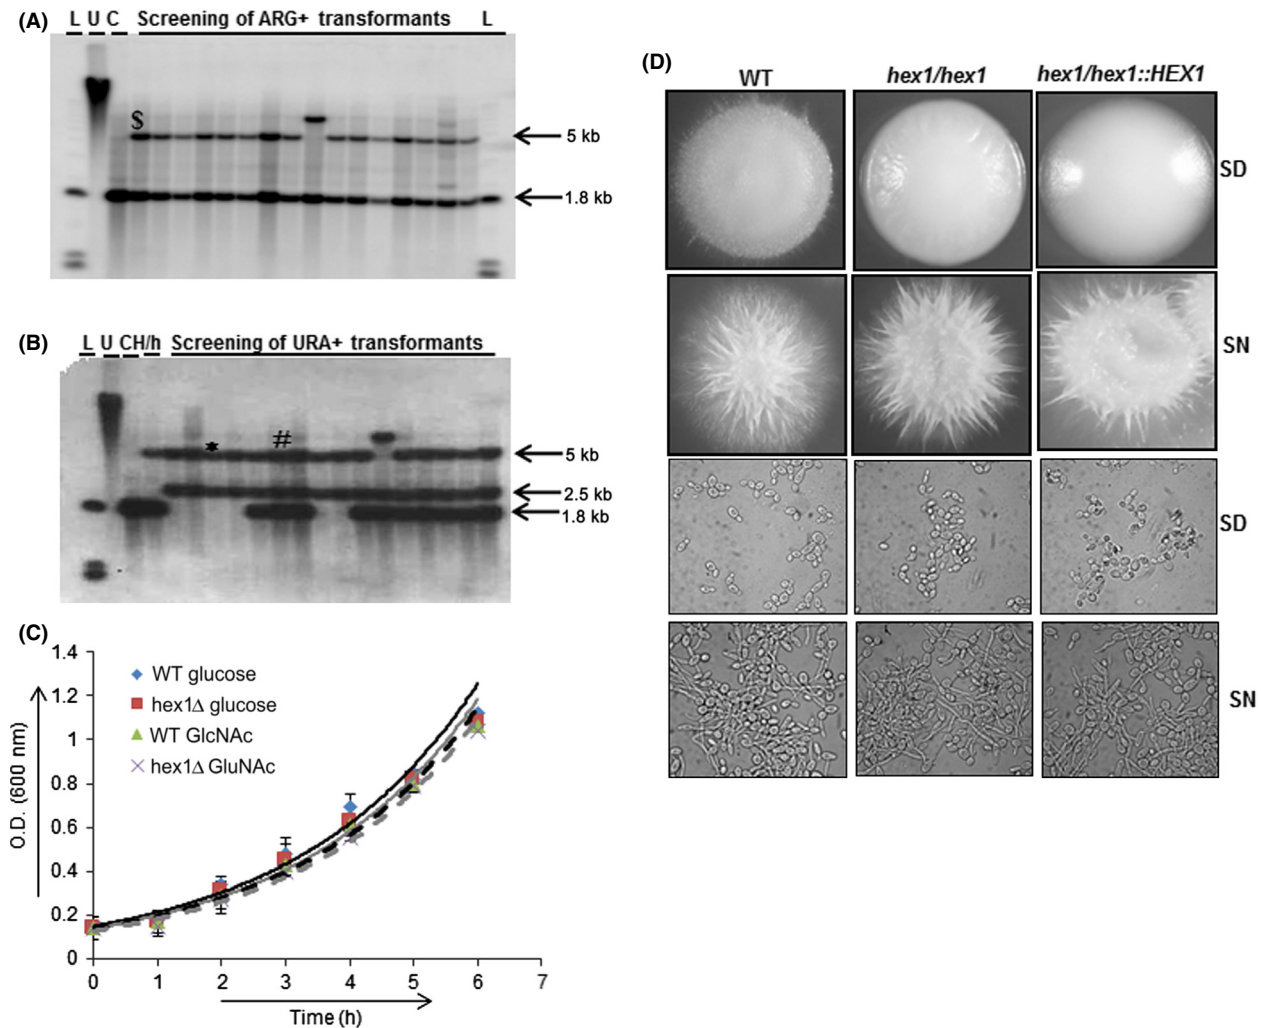 (A)
L U C Screening of ARG+ transformants L
$
5 kb
1.8 kb
(B)
L U CH/h Screening of URA+ transformants
* #
5 kb
2.5 kb
1.8 kb
(C)
1.4
1.2
1
0.8
0.6
0.4
0.2
0
O.D. (600 nm)
WT glucose
hex1Δ glucose
WT GlcNAc
hex1Δ GluNAc
0 1 2 3 4 5 6 7
Time (h)
(D)
WT hex1/hex1 hex1/hex1::HEX1
SD
SN
SD
SN